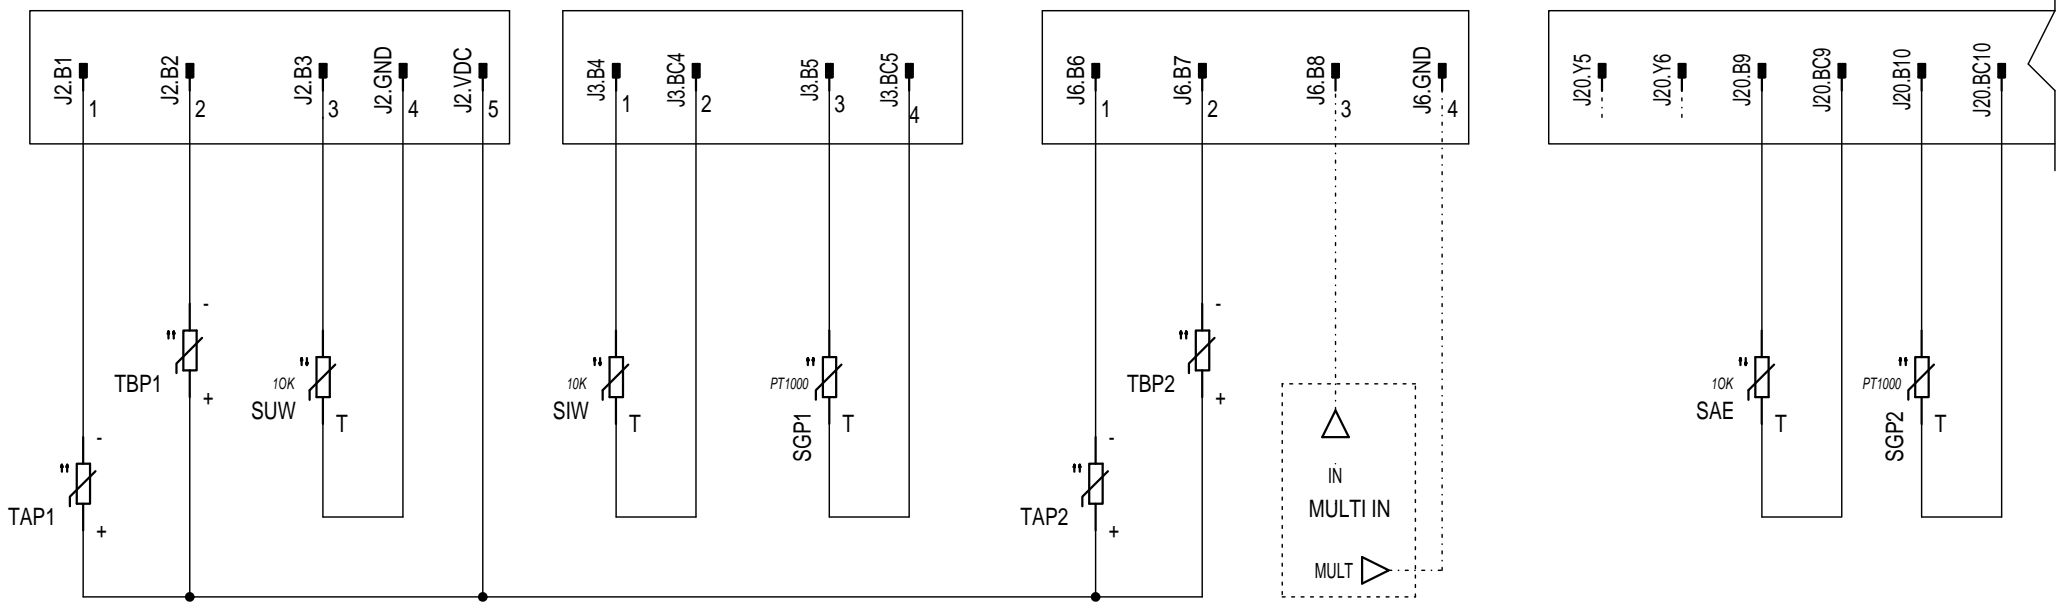 J2.B1
1
J2.B2
2
J2.B3
3
J2.GND
4
J2.VDC
5
J3.B4
1
J3.BC4
2
J3.B5
3
J3.BC5
4
J6.B6
1
J6.B7
2
J6.B8
3
J6.GND
4
J20.Y5
J20.Y6
J20.B9
J20.BC9
J20.B10
J20.BC10
-
TBP1
+
-
TAP1
+
10K
SUW
T
10K
SIW
T
PT1000
SGP1
T
-
TBP2
+
-
TAP2
+
IN
MULTI IN
MULT
10K
SAE
T
PT1000
SGP2
T